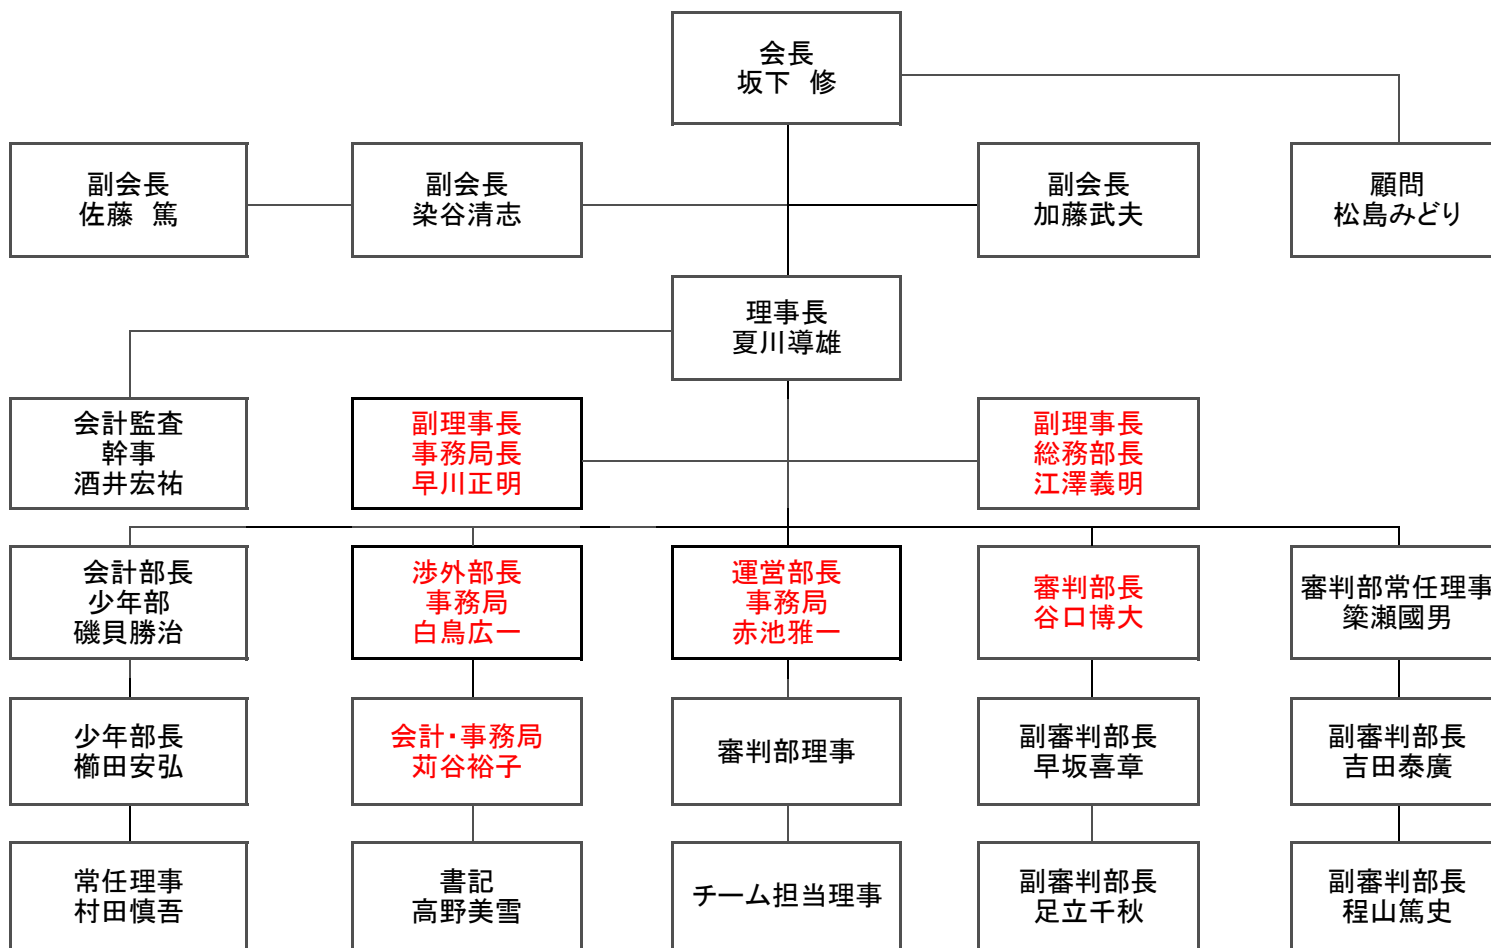 会長
坂下　修
副会長
佐藤　篤
副会長
染谷清志
副会長
加藤武夫
顧問
松島みどり
理事長
夏川導雄
会計監査
幹事
酒井宏祐
副理事長
事務局長
早川正明
副理事長
総務部長
江澤義明
会計部長
少年部
磯貝勝治
渉外部長
事務局
白鳥広一
運営部長
事務局
赤池雅一
審判部長
谷口博大
審判部常任理事
簗瀬國男
少年部長
櫛田安弘
会計・事務局
苅谷裕子
審判部理事
副審判部長
早坂喜章
副審判部長
吉田泰廣
常任理事
村田慎吾
書記
高野美雪
チーム担当理事
副審判部長
足立千秋
副審判部長
程山篤史